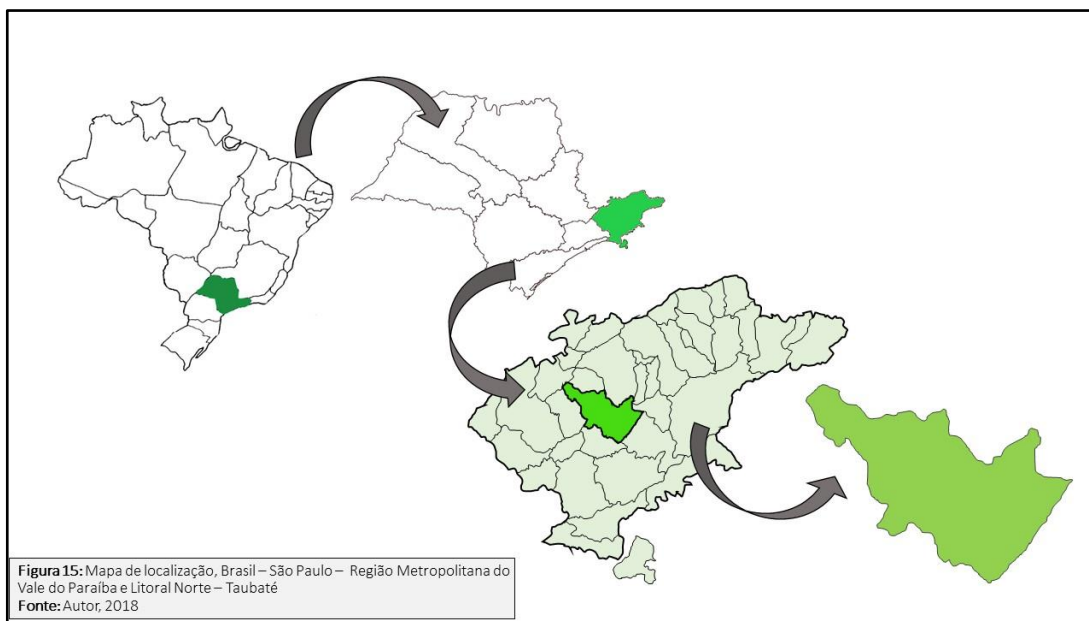 Figura 15: Mapa de localização, Brasil – São Paulo – Região Metropolitana do
Vale do Paraíba e Litoral Norte – Taubaté
Fonte: Autor, 2018